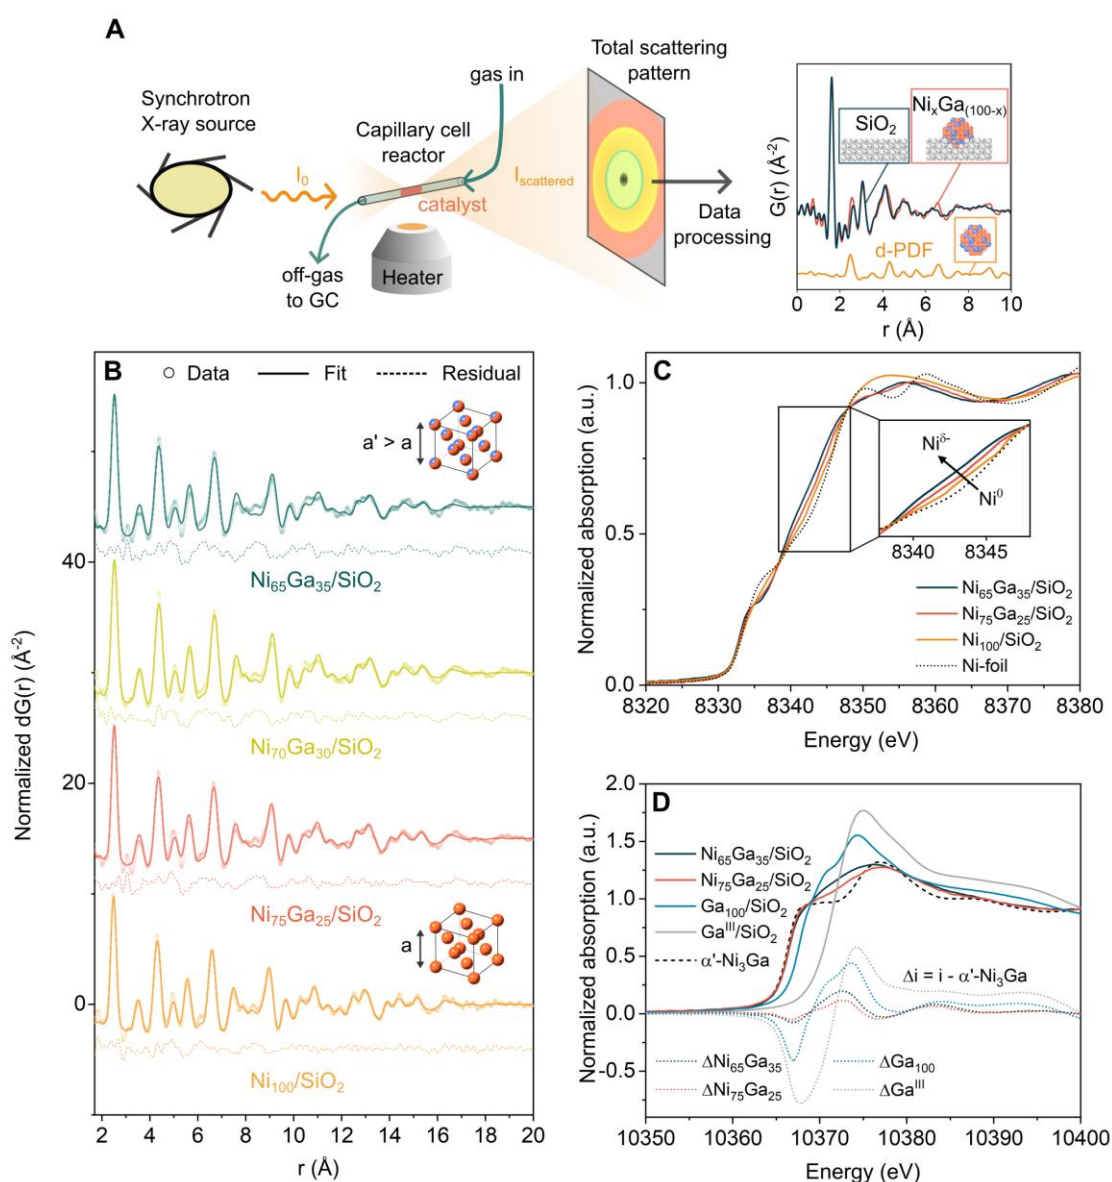 A
Synchrotron
X-ray source
I₀
Capillary cell
reactor
gas in
catalyst
off-gas
to GC
Heater
I_scattered
Total scattering
pattern
Data
processing
G(r) (Å⁻²)
SiO₂
NiₓGa₍₁₀₀₋ₓ₎
d-PDF
0 2 4 6 8 10
r (Å)
B
Data Fit Residual
a' > a
Ni₆₅Ga₃₅/SiO₂
Ni₇₀Ga₃₀/SiO₂
Ni₇₅Ga₂₅/SiO₂
a
Ni₁₀₀/SiO₂
40
20
0
Normalized dG(r) (Å⁻²)
2 4 6 8 10 12 14 16 18 20
r (Å)
C
1.0
0.5
0.0
Normalized absorption (a.u.)
Ni^δ-
Ni⁰
8340 8345
Ni₆₅Ga₃₅/SiO₂
Ni₇₅Ga₂₅/SiO₂
Ni₁₀₀/SiO₂
Ni-foil
8320 8330 8340 8350 8360 8370 8380
Energy (eV)
D
2.0
1.5
1.0
0.5
0.0
-0.5
Normalized absorption (a.u.)
Ni₆₅Ga₃₅/SiO₂
Ni₇₅Ga₂₅/SiO₂
Ga₁₀₀/SiO₂
Ga^III/SiO₂
α'-Ni₃Ga
Δi = i - α'-Ni₃Ga
ΔNi₆₅Ga₃₅ ΔGa₁₀₀
ΔNi₇₅Ga₂₅ ΔGa^III
10350 10360 10370 10380 10390 10400
Energy (eV)